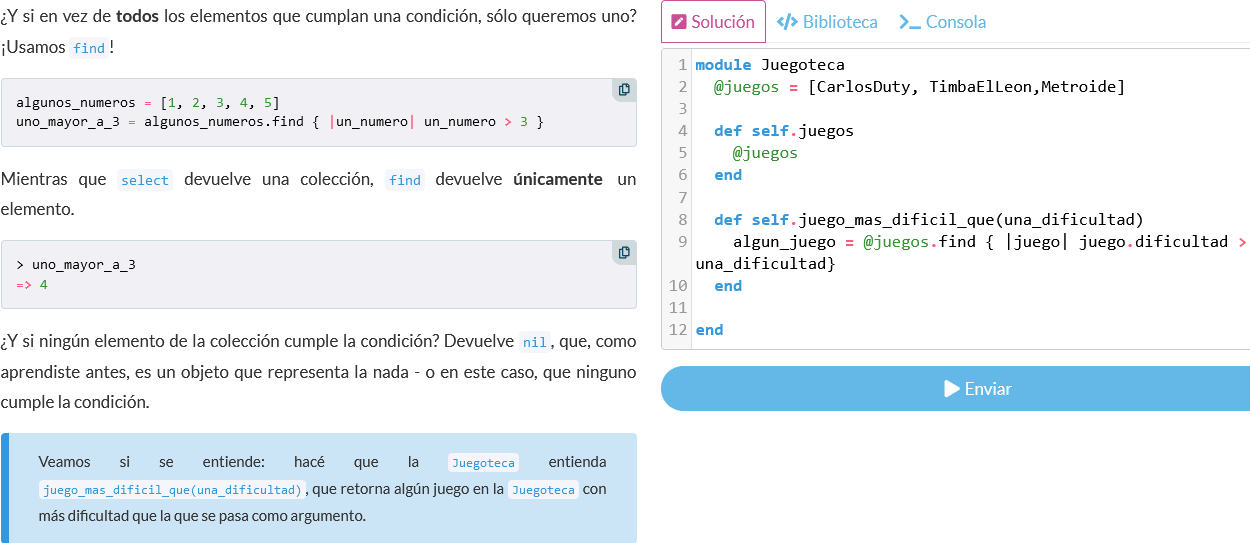 ¿Y si en vez de todos los elementos que cumplan una condición, sólo queremos uno?
¡Usamos find!
algunos_numeros = [1, 2, 3, 4, 5]
uno_mayor_a_3 = algunos_numeros.find { |un_numero| un_numero > 3 }
Mientras que select devuelve una colección, find devuelve únicamente un
elemento.
> uno_mayor_a_3
=> 4
¿Y si ningún elemento de la colección cumple la condición? Devuelve nil, que, como
aprendiste antes, es un objeto que representa la nada - o en este caso, que ninguno
cumple la condición.
Veamos si se entiende: hacé que la Juegoteca entienda
juego_mas_dificil_que(una_dificultad), que retorna algún juego en la Juegoteca con
más dificultad que la que se pasa como argumento.
Solución </> Biblioteca >_ Consola
1 module Juegoteca
2   @juegos = [CarlosDuty, TimbaElLeon,Metroide]
3
4   def self.juegos
5     @juegos
6   end
7
8   def self.juego_mas_dificil_que(una_dificultad)
9     algun_juego = @juegos.find { |juego| juego.dificultad >
una_dificultad}
10   end
11
12 end
Enviar